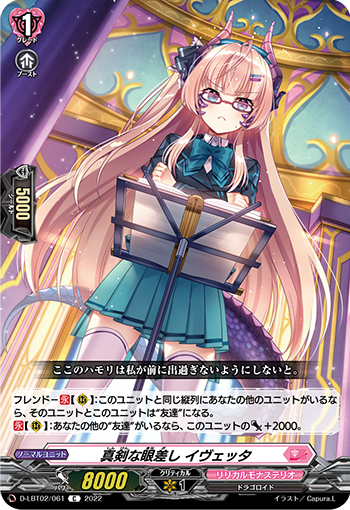 1
グレード
ブースト
5000
シールド
ここのハモリは私が前に出過ぎないようにしないと。
フレンドー永【R】:このユニットと同じ縦列にあなたの他のユニットがいるなら、そのユニットとこのユニットは“友達”になる。
永【R】:あなたの他の“友達”がいるなら、このユニットの+2000。
ノーマルユニット
真剣な眼差し イヴェッタ
パワー 8000
クリティカル
1
リリカルモナステリオ
ドラゴロイド
D-LBT02/061 C 2022
イラスト/ Capura.L